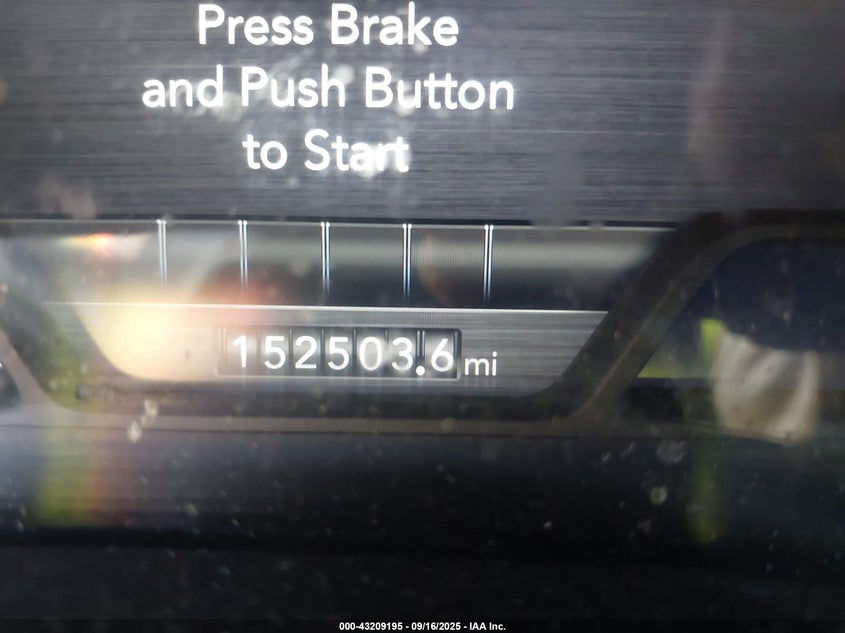 Press Brake
and Push Button
to Start
152503.6 mi
000-43209195 - 09/16/2025 - IAA Inc.